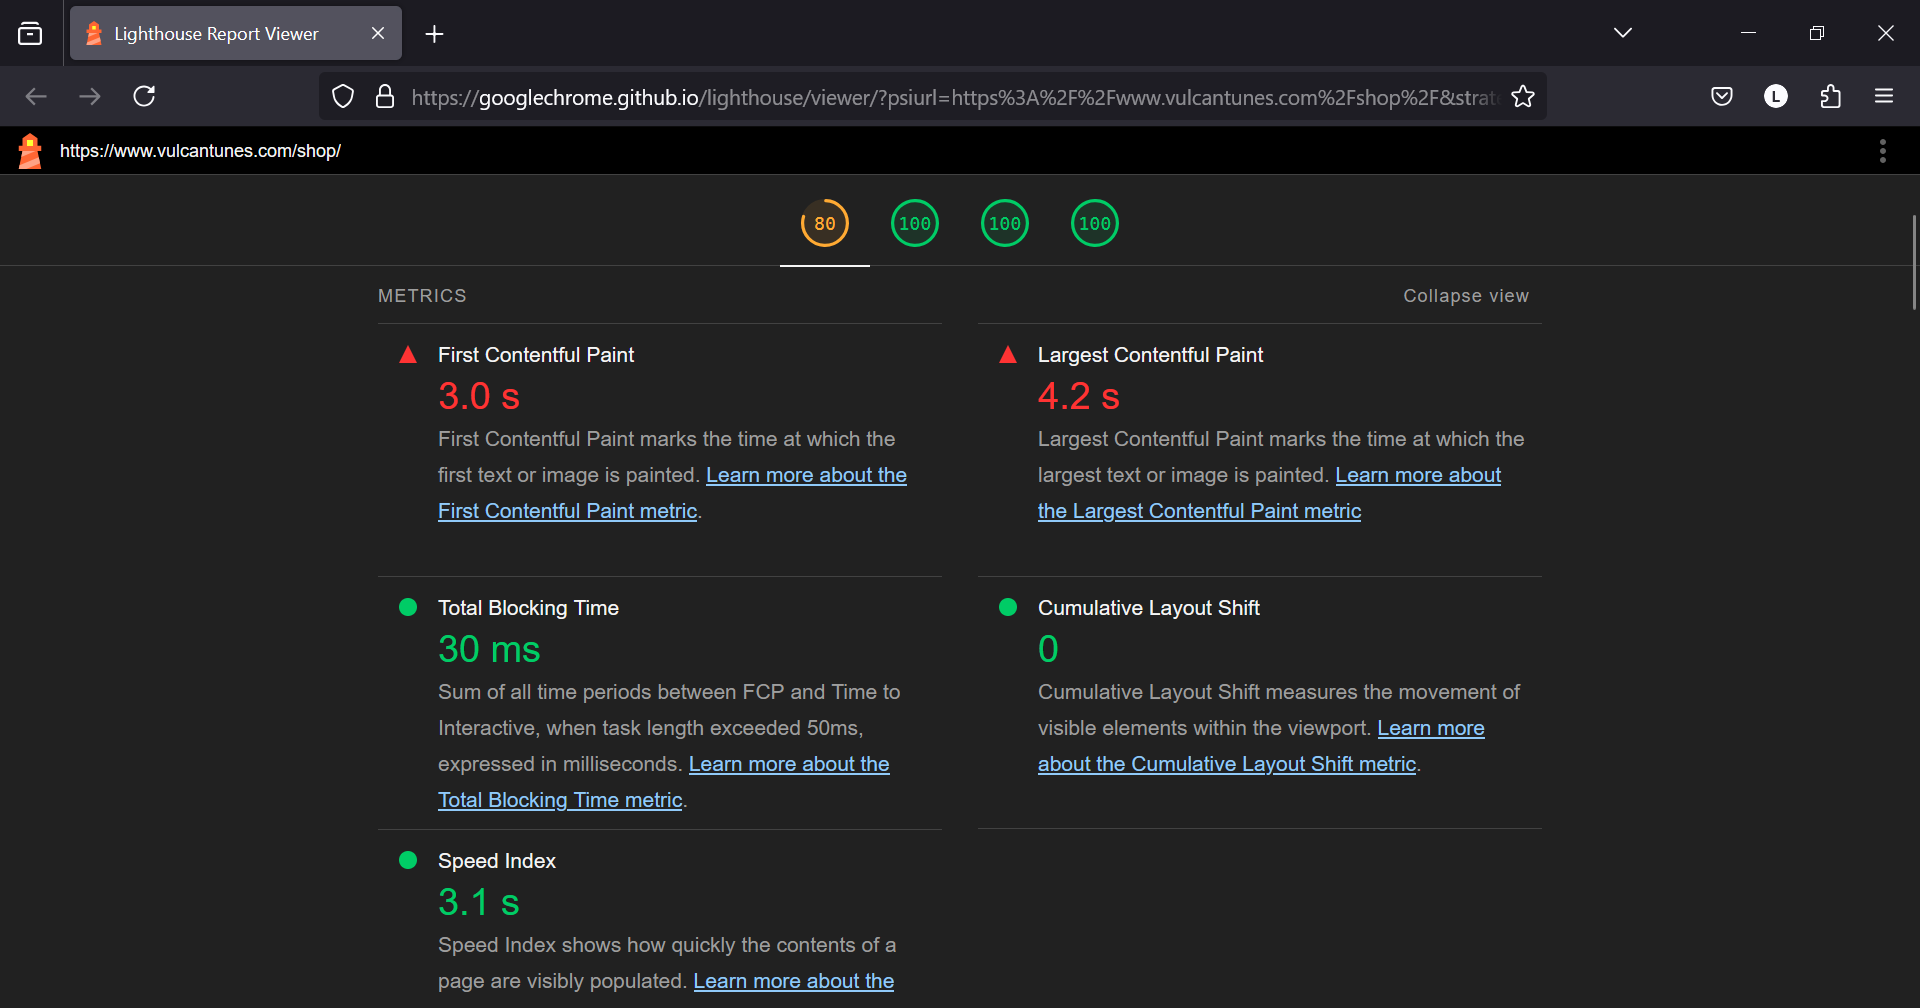 Lighthouse Report Viewer
https://googlechrome.github.io/lighthouse/viewer/?psiurl=https%3A%2F%2Fwww.vulcantunes.com%2Fshop%2F&strat
L
https://www.vulcantunes.com/shop/
80 100 100 100
METRICS
Collapse view
First Contentful Paint
3.0 s
First Contentful Paint marks the time at which the
first text or image is painted. Learn more about the
First Contentful Paint metric.
Largest Contentful Paint
4.2 s
Largest Contentful Paint marks the time at which the
largest text or image is painted. Learn more about
the Largest Contentful Paint metric
Total Blocking Time
30 ms
Sum of all time periods between FCP and Time to
Interactive, when task length exceeded 50ms,
expressed in milliseconds. Learn more about the
Total Blocking Time metric.
Cumulative Layout Shift
0
Cumulative Layout Shift measures the movement of
visible elements within the viewport. Learn more
about the Cumulative Layout Shift metric.
Speed Index
3.1 s
Speed Index shows how quickly the contents of a
page are visibly populated. Learn more about the